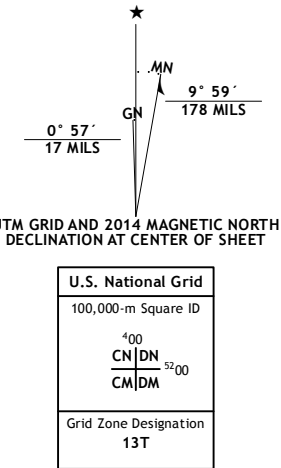 ★
MN
GN
9° 59´
178 MILS
0° 57´
17 MILS
UTM GRID AND 2014 MAGNETIC NORTH
DECLINATION AT CENTER OF SHEET
U.S. National Grid
100,000-m Square ID
⁴00
CN DN
⁵²00
CM DM
Grid Zone Designation
13T